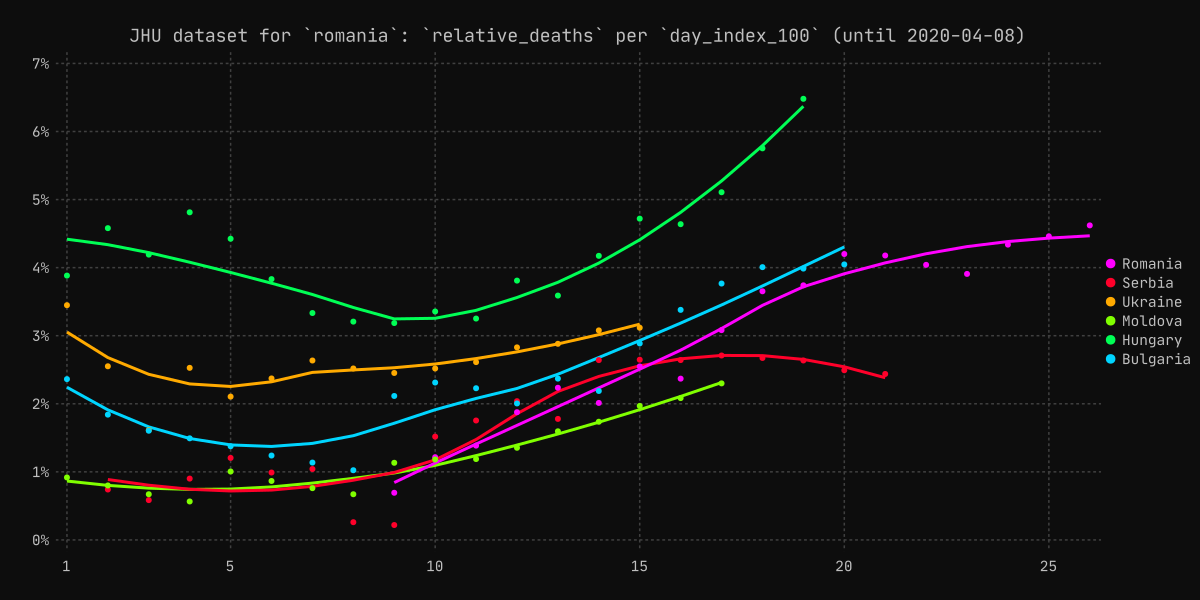 JHU dataset for `romania`: `relative_deaths` per `day_index_100` (until 2020-04-08)
7%
6%
5%
4%
3%
2%
1%
0%
1 5 10 15 20 25
Romania
Serbia
Ukraine
Moldova
Hungary
Bulgaria